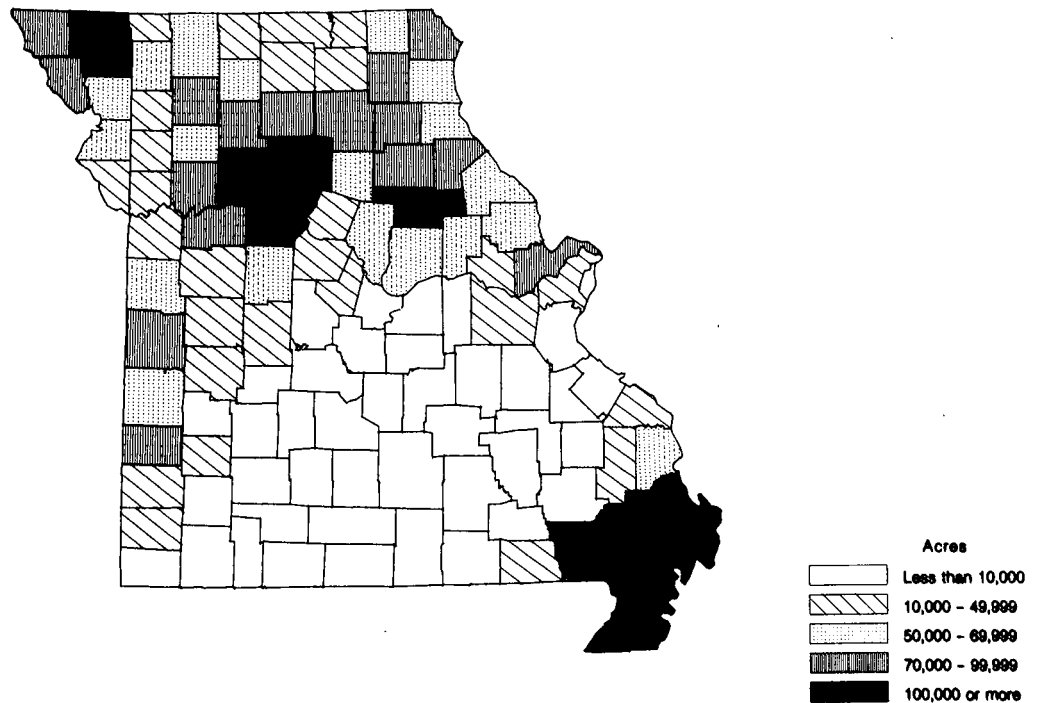 Acres
Less than 10,000
10,000 - 49,999
50,000 - 69,999
70,000 - 99,999
100,000 or more